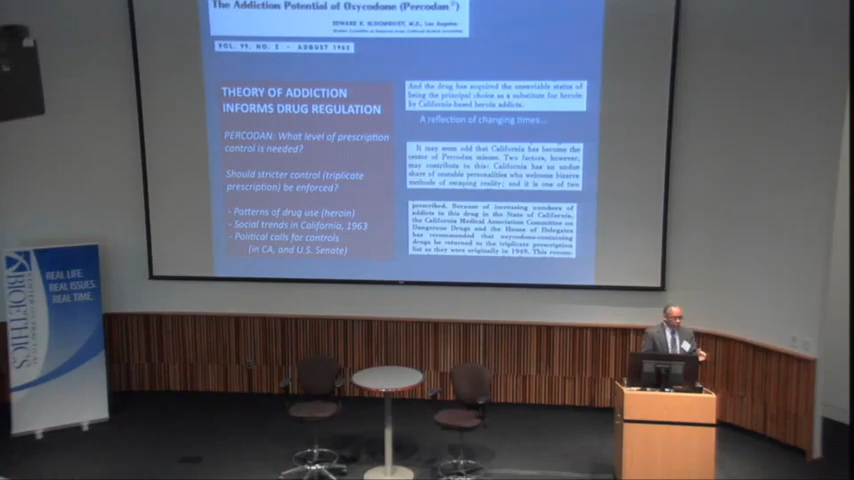 The Addiction Potential of Oxycodone (Percodan®)
EDWARD R. BLOOMQUIST, M.D., Los Angeles
VOL. 99, NO. 2 - AUGUST 1963
THEORY OF ADDICTION
INFORMS DRUG REGULATION
PERCODAN: What level of prescription
control is needed?
Should stricter control (triplicate
prescription) be enforced?
- Patterns of drug use (heroin)
- Social trends in California, 1963
- Political calls for controls
(in CA, and U.S. Senate)
And the drug has acquired the unenviable status of
being the principal choice as a substitute for heroin
by California-based heroin addicts.
A reflection of changing times...
It may seem odd that California has become the
center of Percodan misuse. Two factors, however,
may contribute to this: California has an undue
share of unstable personalities who welcome bizarre
methods of escaping reality; and it is one of two
prescribed. Because of increasing numbers of
addicts to this drug in the State of California,
the California Medical Association Committee on
Dangerous Drugs and the House of Delegates
has recommended that oxycodone-containing
drugs be returned to the triplicate prescription
list as they were originally in 1949. This recom-
BIOETHICS
REAL LIFE.
REAL ISSUES.
REAL TIME.